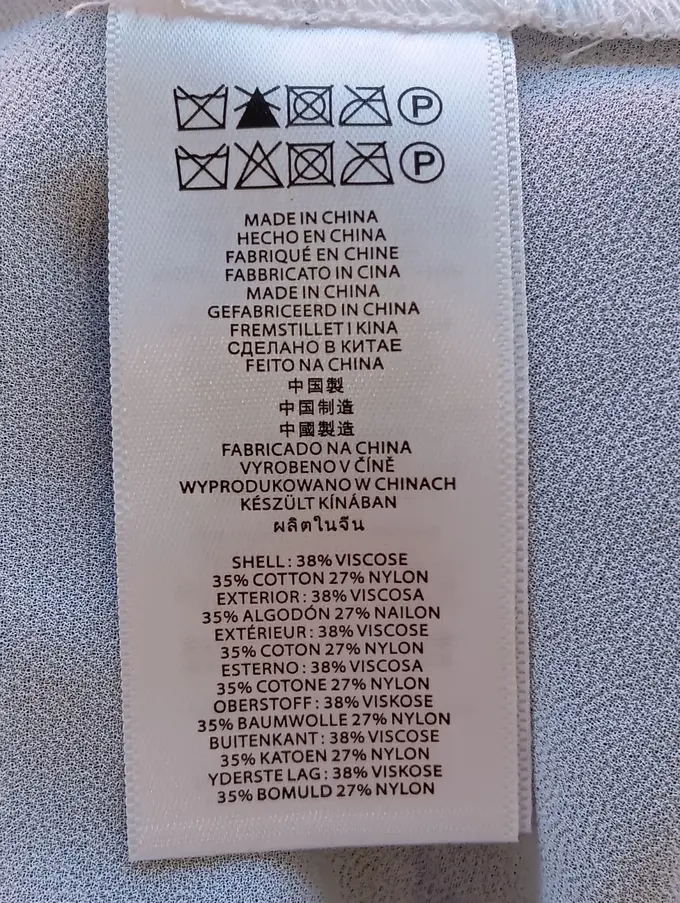 P
P
MADE IN CHINA
HECHO EN CHINA
FABRIQUÉ EN CHINE
FABBRICATO IN CINA
MADE IN CHINA
GEFABRICEERD IN CHINA
FREMSTILLET I KINA
СДЕЛАНО В КИТАЕ
FEITO NA CHINA
中国製
中国制造
中國製造
FABRICADO NA CHINA
VYROBENO V ČÍNĚ
WYPRODUKOWANO W CHINACH
KÉSZÜLT KÍNÁBAN
ผลิตในจีน
SHELL : 38% VISCOSE
35% COTTON 27% NYLON
EXTERIOR : 38% VISCOSA
35% ALGODÓN 27% NAILON
EXTÉRIEUR : 38% VISCOSE
35% COTON 27% NYLON
ESTERNO : 38% VISCOSA
35% COTONE 27% NYLON
OBERSTOFF : 38% VISKOSE
35% BAUMWOLLE 27% NYLON
BUITENKANT : 38% VISCOSE
35% KATOEN 27% NYLON
YDERSTE LAG : 38% VISKOSE
35% BOMULD 27% NYLON